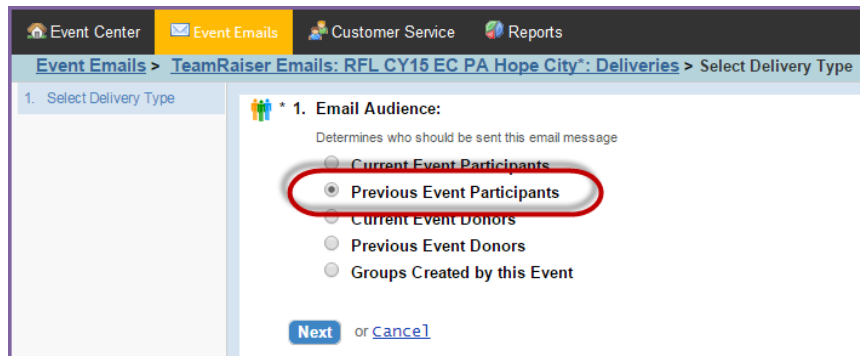 Event Center Event Emails Customer Service Reports
Event Emails > TeamRaiser Emails: RFL CY15 EC PA Hope City*: Deliveries > Select Delivery Type
1. Select Delivery Type
* 1. Email Audience:
Determines who should be sent this email message
Current Event Participants
Previous Event Participants
Current Event Donors
Previous Event Donors
Groups Created by this Event
Next or Cancel